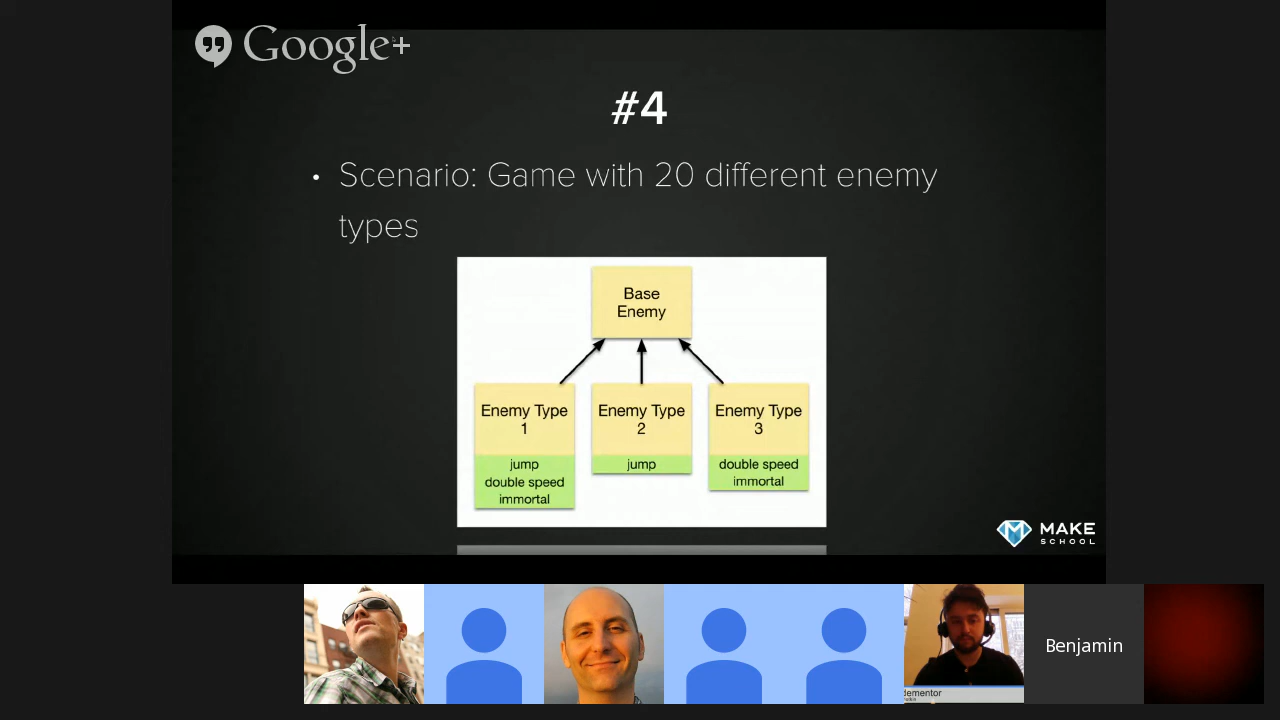 Google+
#4
• Scenario: Game with 20 different enemy
types
Base
Enemy
Enemy Type
1
Enemy Type
2
Enemy Type
3
jump
double speed
immortal
jump
double speed
immortal
MAKE
SCHOOL
Benjamin